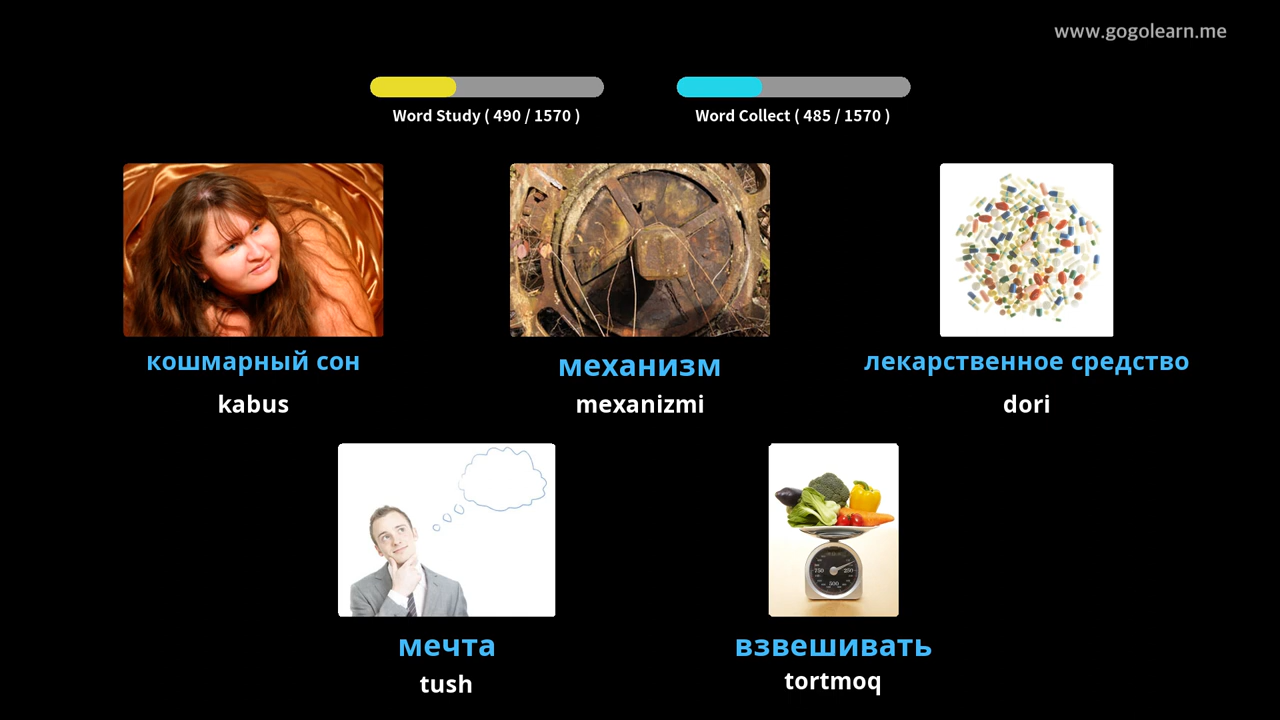 www.gogolearn.me
Word Study ( 490 / 1570 )
Word Collect ( 485 / 1570 )
кошмарный сон
kabus
механизм
mexanizmi
лекарственное средство
dori
мечта
tush
взвешивать
tortmoq